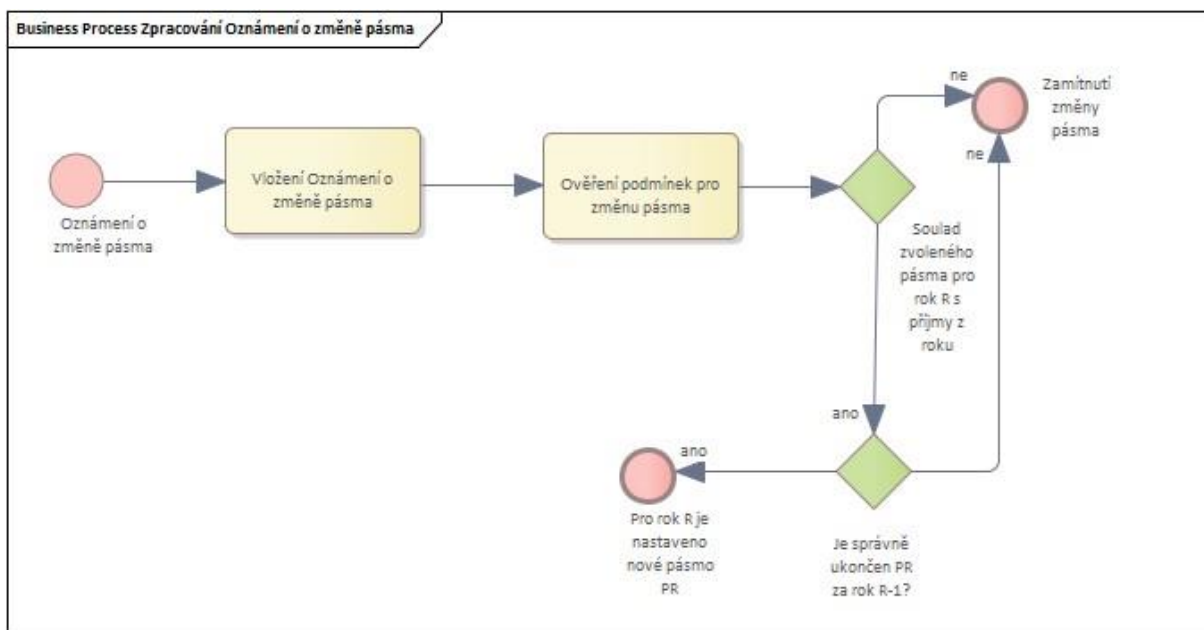 Business Process Zpracování Oznámení o změně pásma
Oznámení o
změně pásma
Vložení Oznámení o
změně pásma
Ověření podmínek pro
změnu pásma
ne
Zamítnutí
změny
pásma
ne
Soulad
zvoleného
pásma pro
rok R s
příjmy z
roku
ano
ano
Pro rok R je
nastaveno
nové pásmo
PR
Je správně
ukončen PR
za rok R-1?